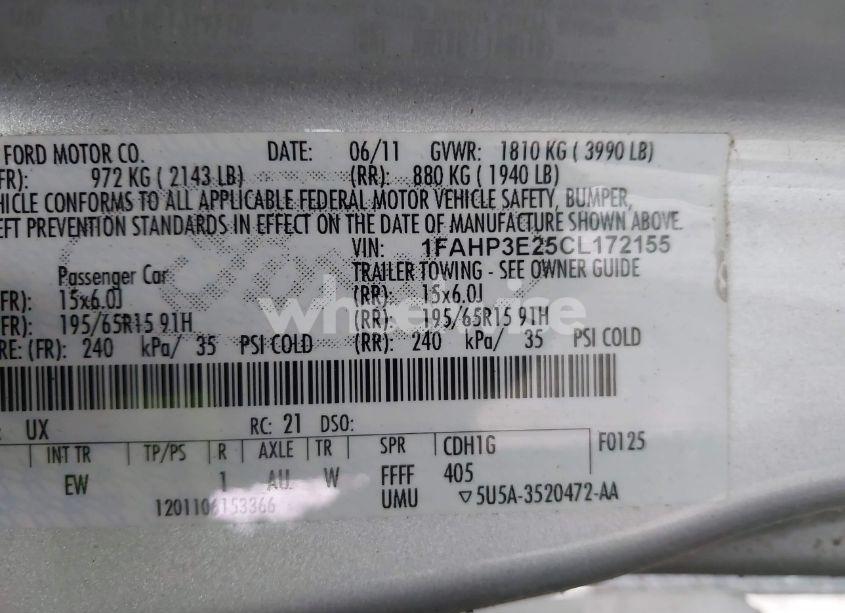 FORD MOTOR CO. DATE: 06/11 GVWR: 1810 KG ( 3990 LB)
FR): 972 KG ( 2143 LB) (RR): 880 KG ( 1940 LB)
HICLE CONFORMS TO ALL APPLICABLE FEDERAL MOTOR VEHICLE SAFETY, BUMPER,
EFT PREVENTION STANDARDS IN EFFECT ON THE DATE OF MANUFACTURE SHOWN ABOVE.
VIN: 1FAHP3E25CL172155
Passenger Car TRAILER TOWING - SEE OWNER GUIDE
FR): 15x6.0J (RR): 15x6.0J
FR): 195/65R15 91H (RR): 195/65R15 91H
RE: (FR): 240 kPa/ 35 PSI COLD (RR): 240 kPa/ 35 PSI COLD
: UX RC: 21 DSO:
INT TR TP/PS R AXLE TR SPR CDH1G F0125
EW 1 AU W FFFF 405
1201106153366 UMU ▽5U5A-3520472-AA